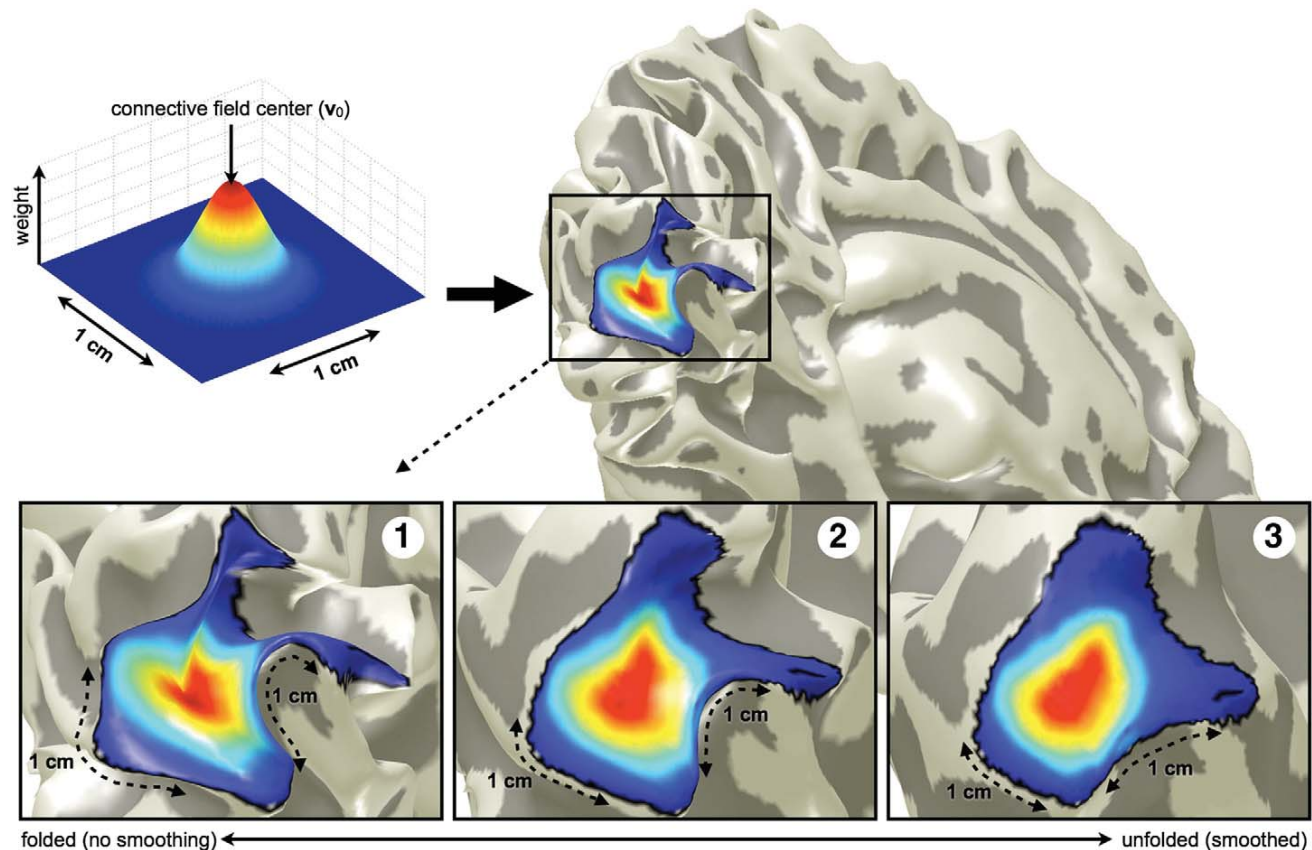 connective field center (v₀)
weight
1 cm
1 cm
1
2
3
1 cm
1 cm
1 cm
1 cm
1 cm
1 cm
folded (no smoothing)
unfolded (smoothed)